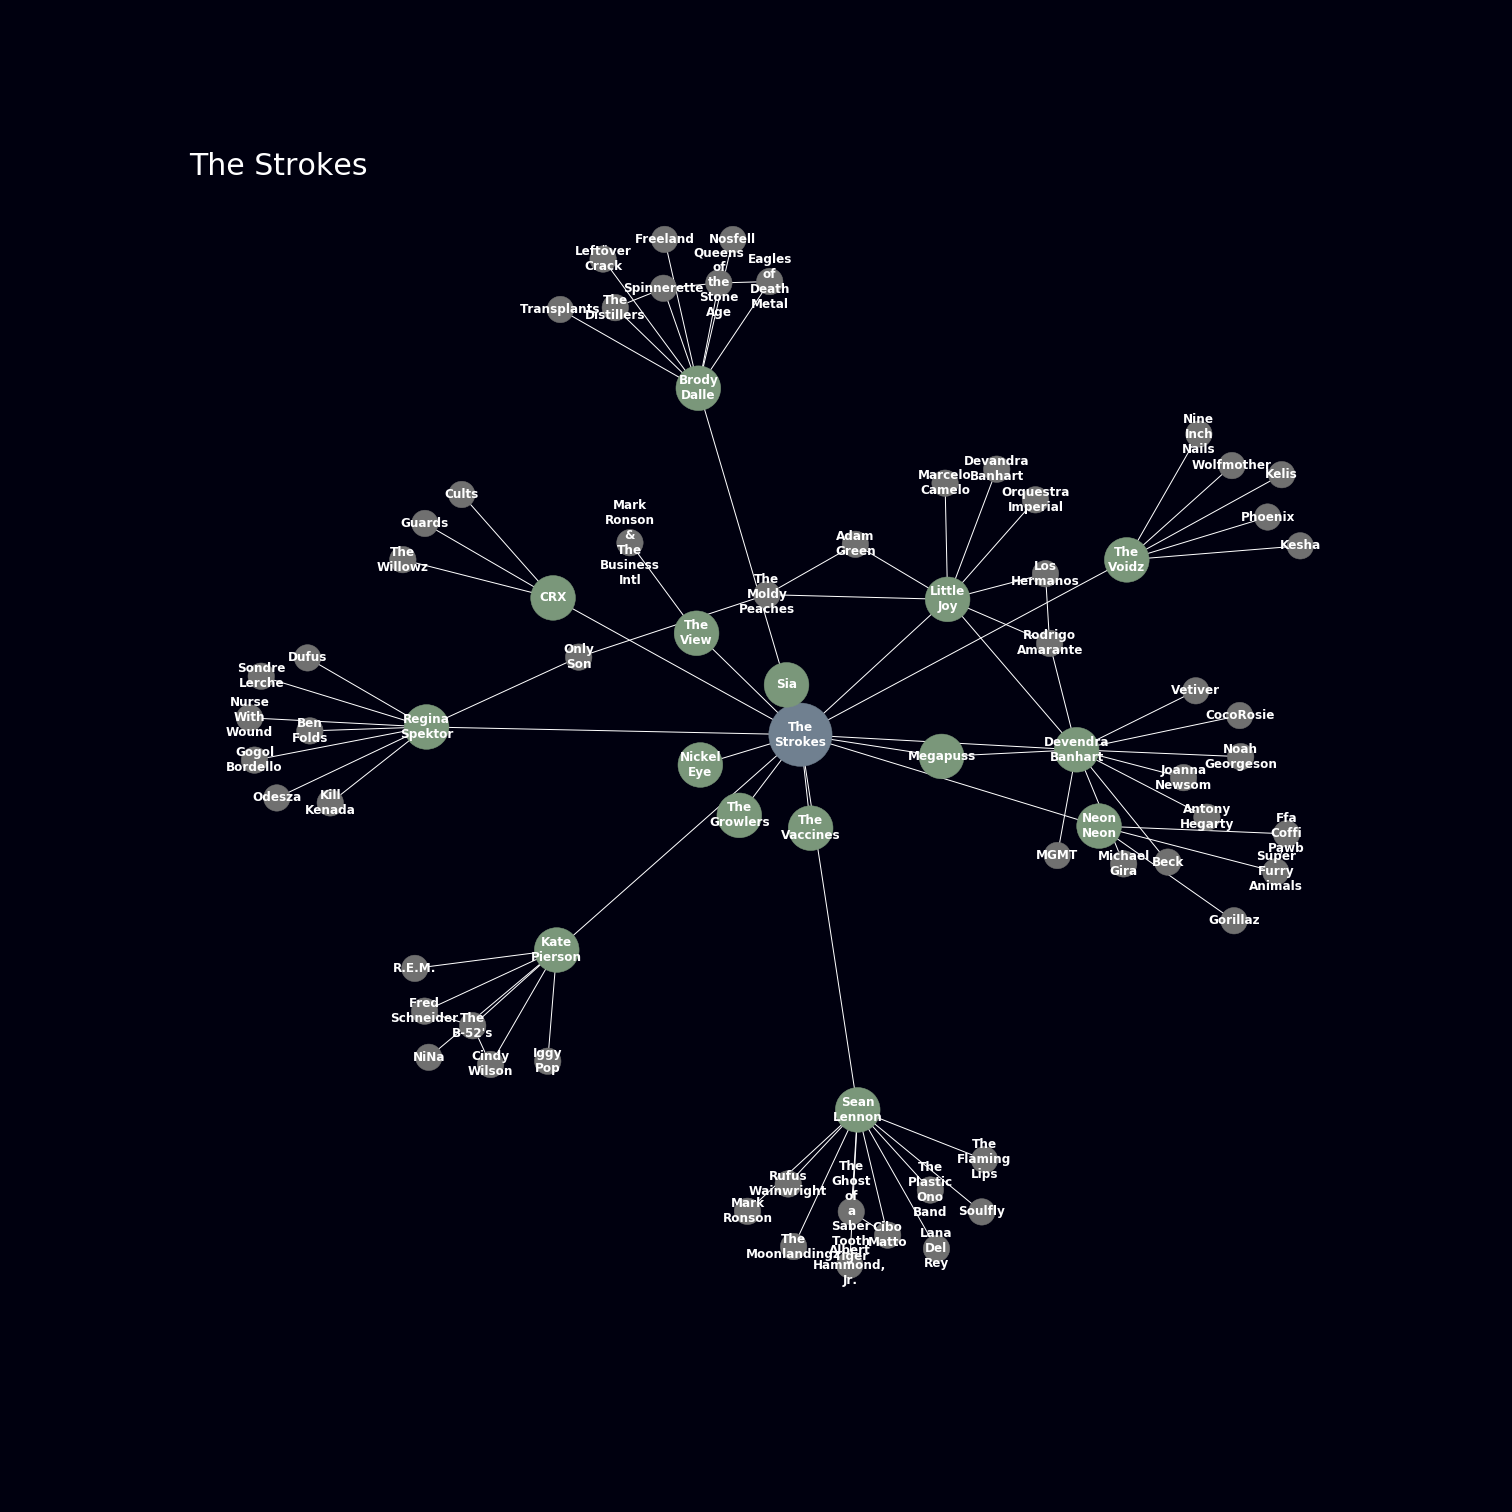 The Strokes
Freeland
Nosfell
Leftöver
Crack
Queens
of
the
Stone
Age
Eagles
of
Death
Metal
Spinnerette
Transplants
The
Distillers
Brody
Dalle
Nine
Inch
Nails
Wolfmother
Kelis
Phoenix
Kesha
The
Voidz
Marcelo
Camelo
Devandra
Banhart
Orquestra
Imperial
Cults
Guards
The
Willowz
CRX
Mark
Ronson
&
The
Business
Intl
Adam
Green
The
Moldy
Peaches
Little
Joy
Los
Hermanos
Rodrigo
Amarante
The
View
Only
Son
Sia
The
Strokes
Dufus
Sondre
Lerche
Nurse
With
Wound
Ben
Folds
Gogol
Bordello
Odesza
Kill
Kenada
Regina
Spektor
Nickel
Eye
Megapuss
Devendra
Banhart
Vetiver
CocoRosie
Noah
Georgeson
Joanna
Newsom
Antony
Hegarty
The
Growlers
The
Vaccines
Neon
Neon
Ffa
Coffi
Pawb
MGMT
Michael
Gira
Beck
Super
Furry
Animals
Gorillaz
Kate
Pierson
R.E.M.
Fred
Schneider
The
B-52's
NiNa
Cindy
Wilson
Iggy
Pop
Sean
Lennon
The
Flaming
Lips
Rufus
Wainwright
Mark
Ronson
The
Ghost
of
a
Saber
Tooth
Tiger
The
Plastic
Ono
Band
Soulfly
Cibo
Matto
Lana
Del
Rey
The
Moonlandingz
Albert
Hammond,
Jr.